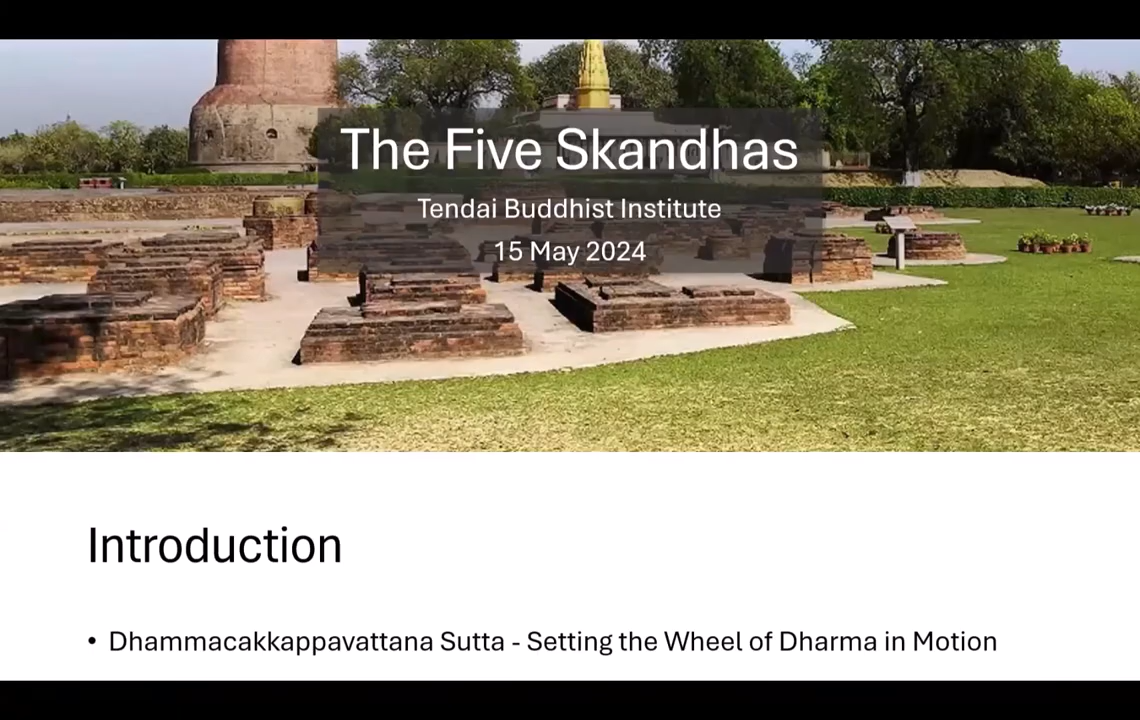 The Five Skandhas
Tendai Buddhist Institute
15 May 2024
Introduction
• Dhammacakkappavattana Sutta - Setting the Wheel of Dharma in Motion